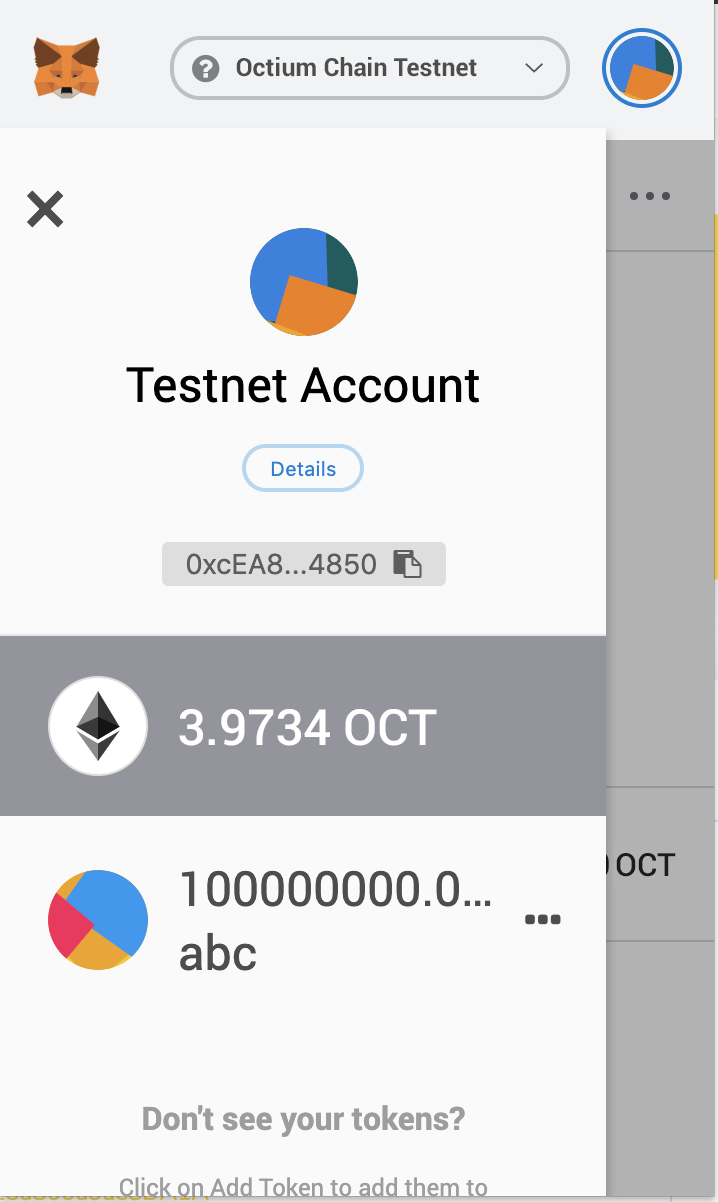 Octium Chain Testnet
Testnet Account
Details
0xcEA8...4850
3.9734 OCT
100000000.0...
abc
OCT
Don't see your tokens?
Click on Add Token to add them to